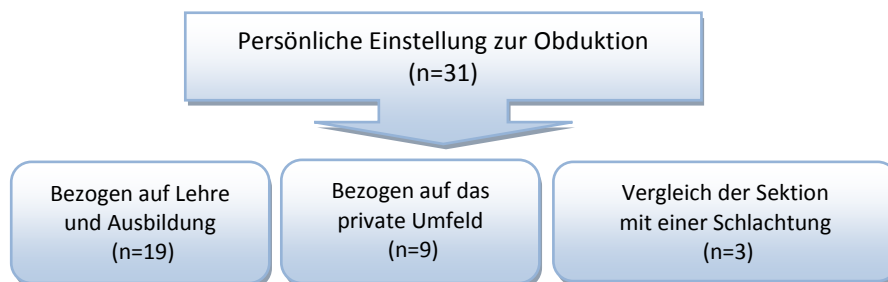 Persönliche Einstellung zur Obduktion
(n=31)
Bezogen auf Lehre
und Ausbildung
(n=19)
Bezogen auf das
private Umfeld
(n=9)
Vergleich der Sektion
mit einer Schlachtung
(n=3)